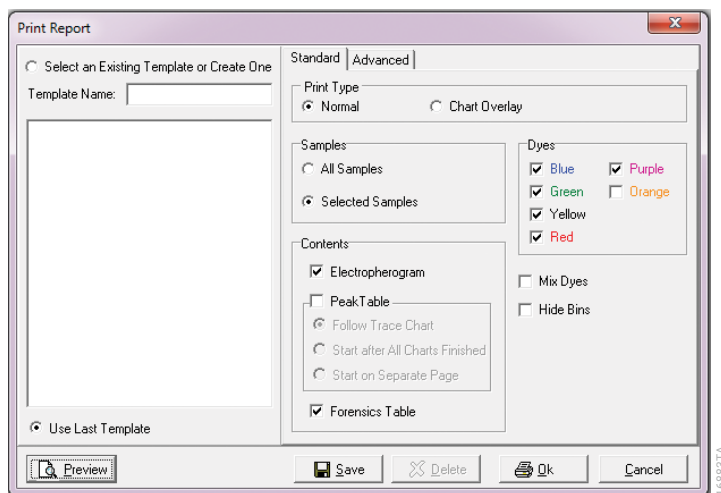 Print Report
Select an Existing Template or Create One
Template Name:
Use Last Template
Standard Advanced
Print Type
Normal Chart Overlay
Samples
All Samples
Selected Samples
Dyes
Blue Purple
Green Orange
Yellow
Red
Contents
Electropherogram
PeakTable
Follow Trace Chart
Start after All Charts Finished
Start on Separate Page
Forensics Table
Mix Dyes
Hide Bins
Preview Save Delete Ok Cancel